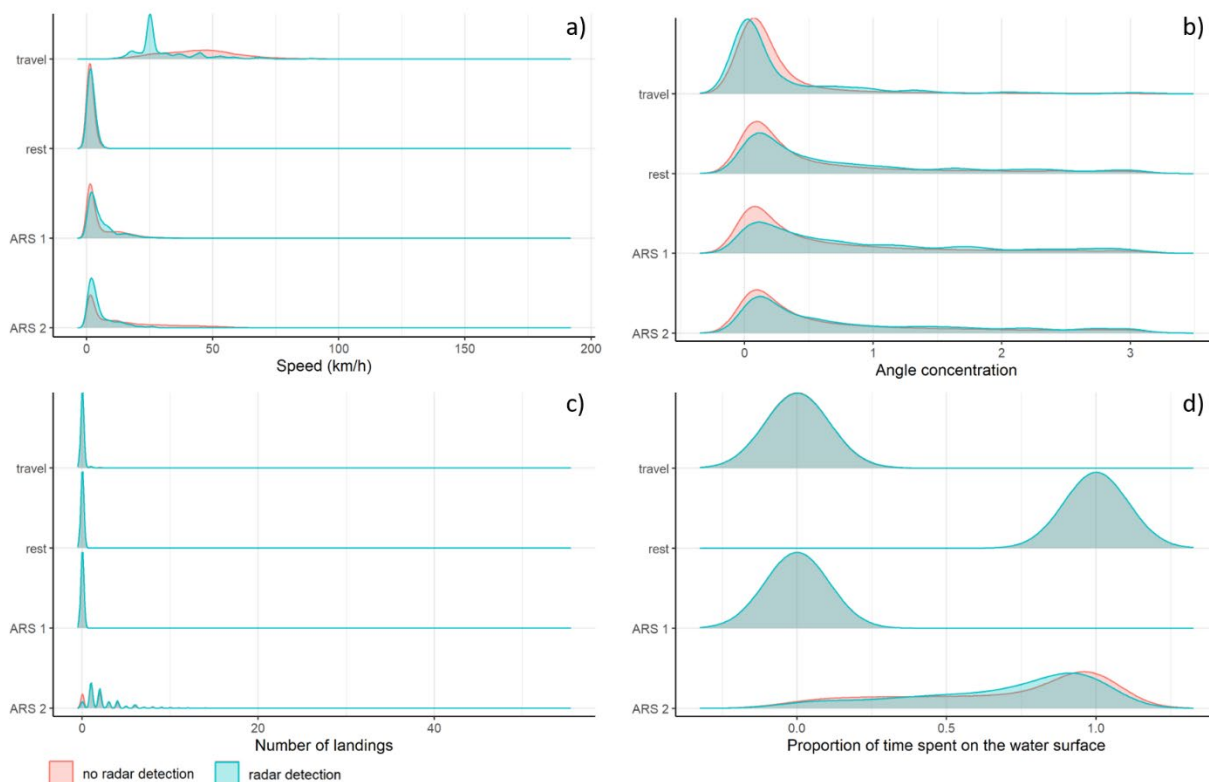 a)
travel
rest
ARS 1
ARS 2
0 50 100 150 200
Speed (km/h)
b)
travel
rest
ARS 1
ARS 2
0 1 2 3
Angle concentration
c)
travel
rest
ARS 1
ARS 2
0 20 40
Number of landings
d)
travel
rest
ARS 1
ARS 2
0.0 0.5 1.0
Proportion of time spent on the water surface
no radar detection radar detection